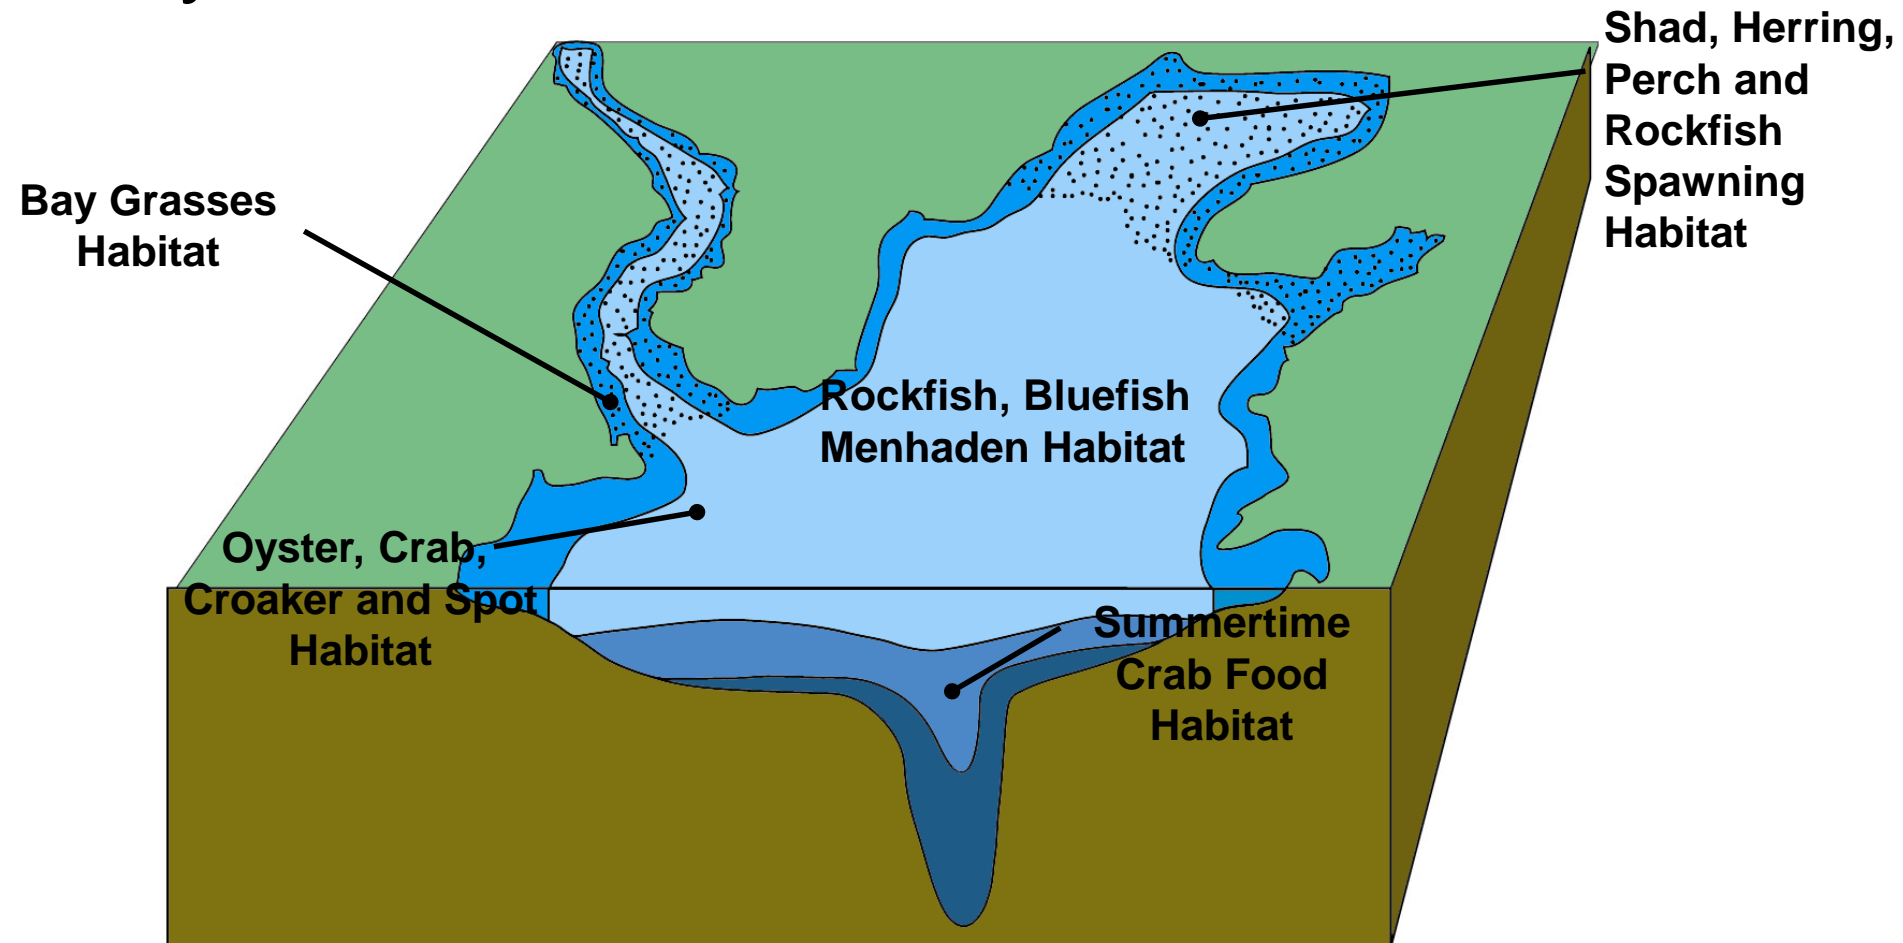 Shad, Herring,
Perch and
Rockfish
Spawning
Habitat
Bay Grasses
Habitat
Rockfish, Bluefish
Menhaden Habitat
Oyster, Crab,
Croaker and Spot
Habitat
Summertime
Crab Food
Habitat